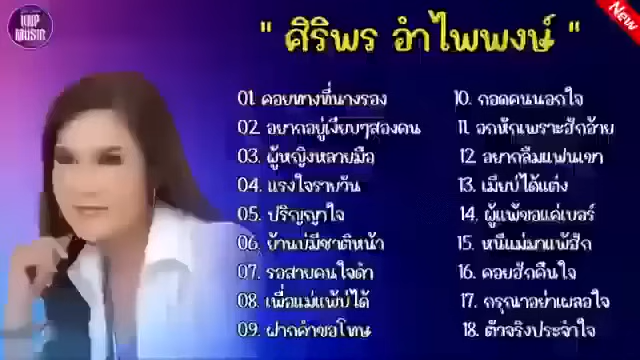 KNP
MUSIC
" ศิริพร อำไพพงษ์ "
New
01. คอยทางที่นางรอง
02. อยากอยู่เงียบๆสองคน
03. ผู้หญิงหลายมือ
04. แรงใจรายวัน
05. ปริญญาใจ
06. ย้านบ่มีชาติหน้า
07. รอสายคนใจดำ
08. เพื่อแม่แพ้บ่ได้
09. ฝากคำขอโทษ
10. กอดคนนอกใจ
11. อกหักเพราะฮักอ้าย
12. อยากลืมแฟนเขา
13. เมียบ่ได้แต่ง
14. ผู้แพ้ขอแค่เบอร์
15. หนีแม่มาแพ้ฮัก
16. คอยฮักคืนใจ
17. กรุณาอย่าเผลอใจ
18. ตัวจริงประจำใจ